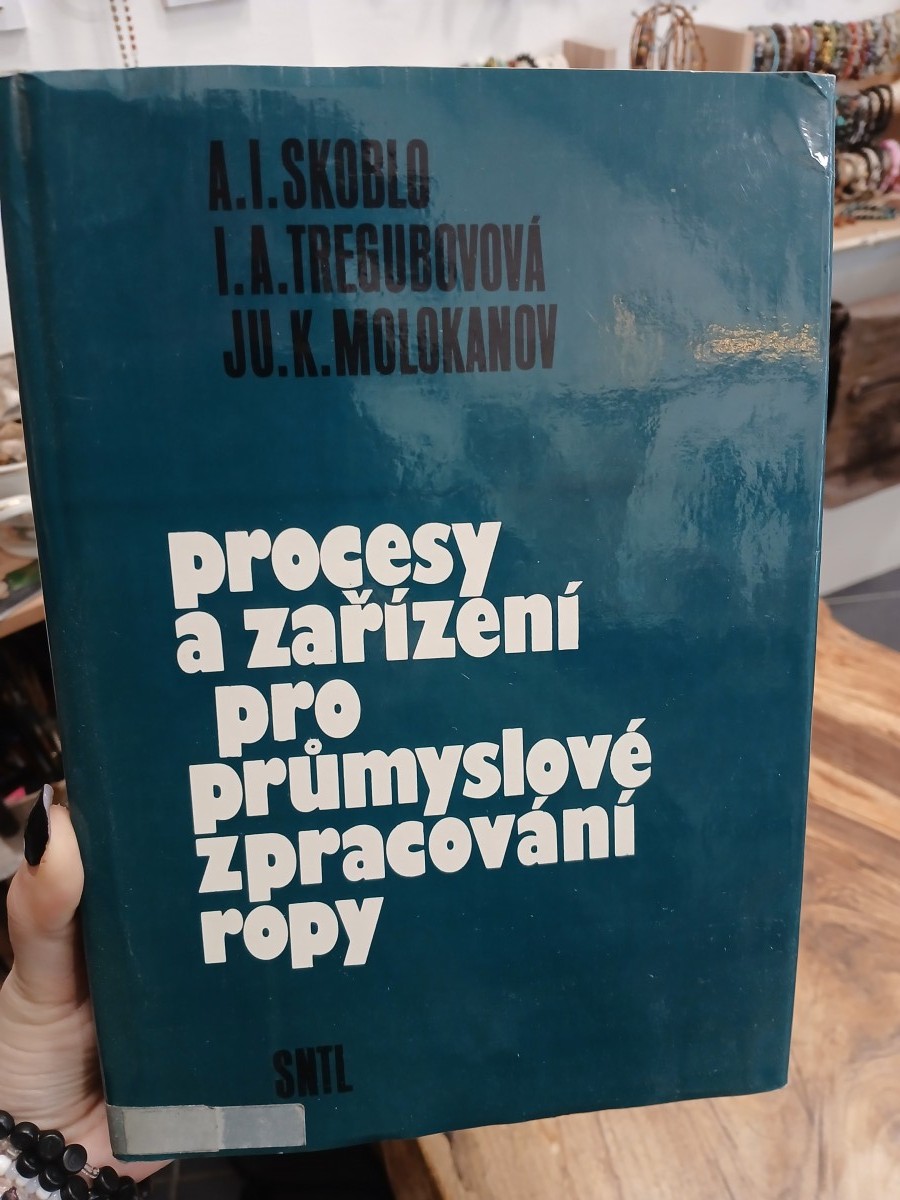 A.I.SKOBLO
I.A.TREGUBOVOVÁ
JU.K.MOLOKANOV
procesy
a zařízení
pro
průmyslové
zpracování
ropy
SNTL